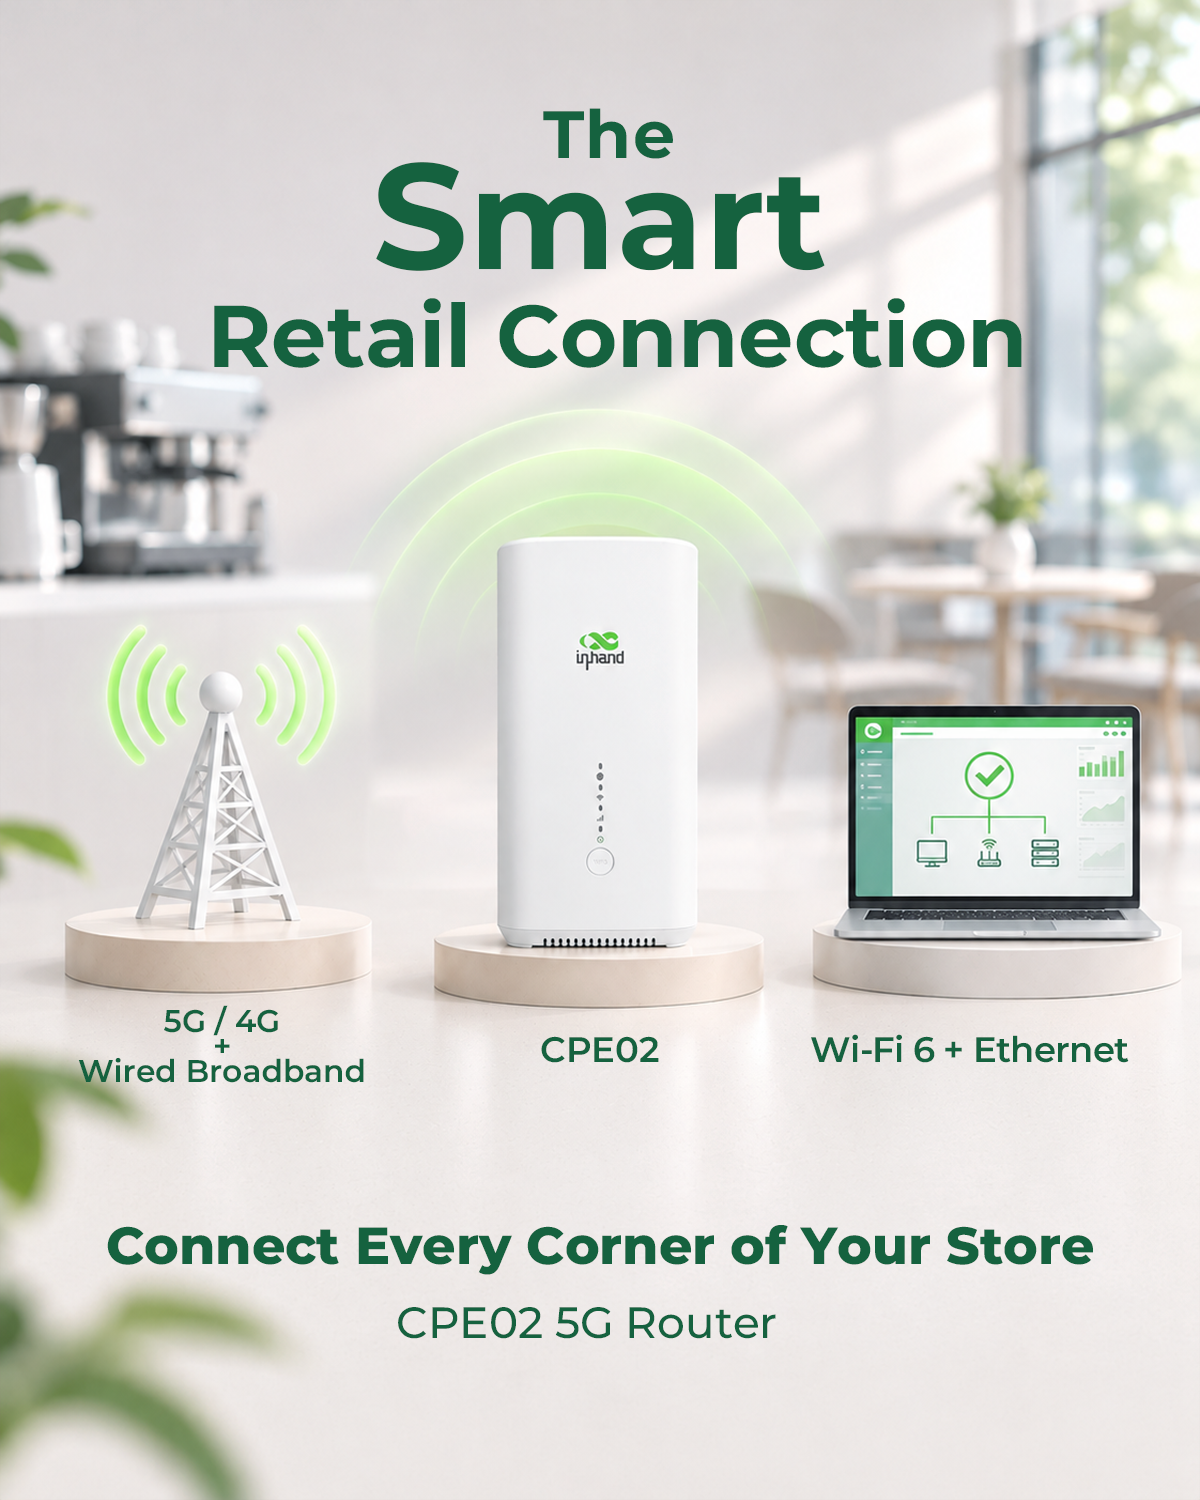 The
Smart
Retail Connection
inhand
5G / 4G
+
Wired Broadband
CPE02
Wi-Fi 6 + Ethernet
Connect Every Corner of Your Store
CPE02 5G Router